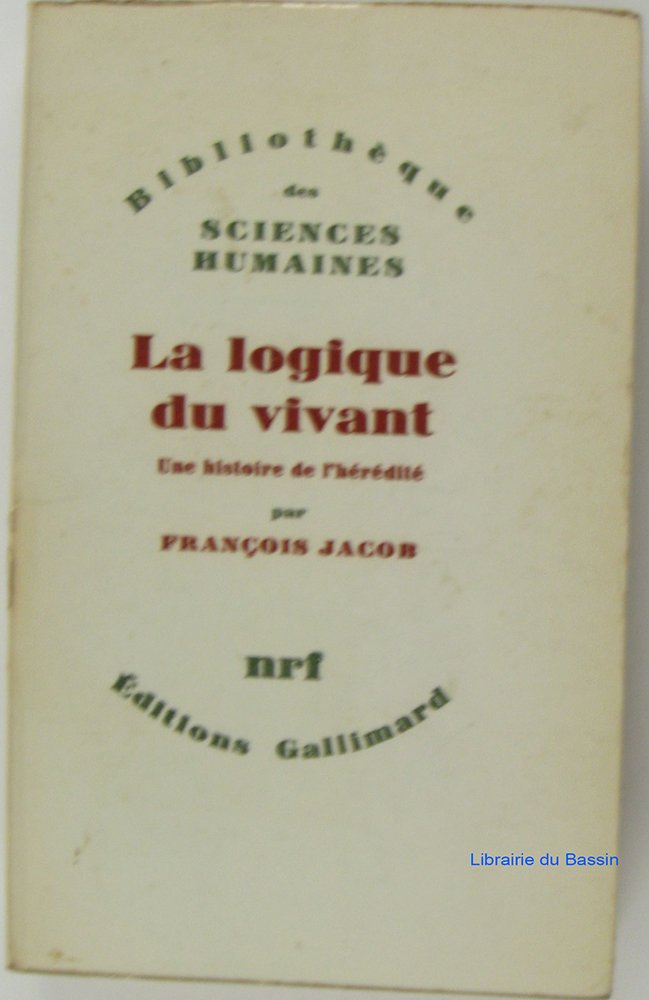 Bibliothèque
des
SCIENCES
HUMAINES
La logique
du vivant
Une histoire de l'hérédité
par
FRANÇOIS JACOB
nrf
Éditions Gallimard
Librairie du Bassin